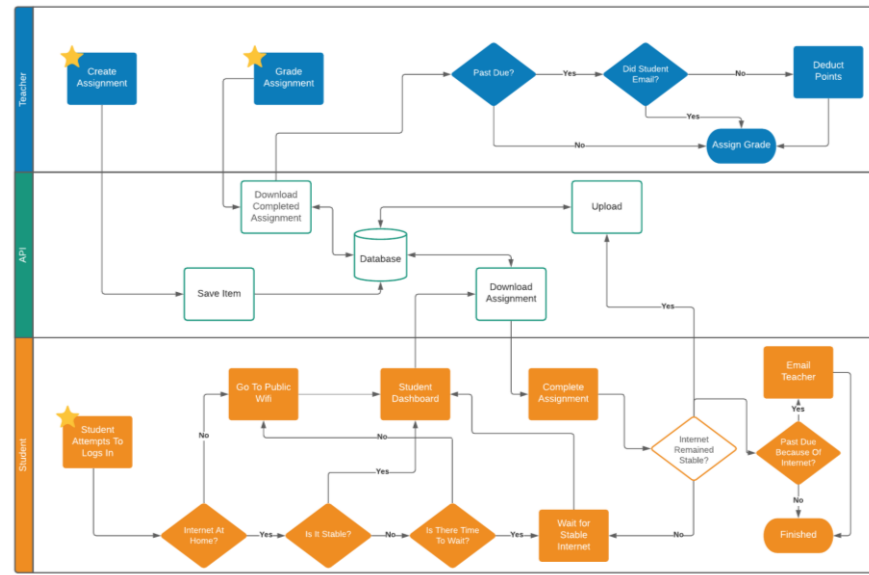 Teacher
Create
Assignment
Grade
Assignment
Past Due?
Yes
Did Student
Email?
No
Deduct
Points
Yes
No
Assign Grade
API
Download
Completed
Assignment
Upload
Database
Save Item
Download
Assignment
Yes
Student
Student
Attempts To
Logs In
Go To Public
Wifi
Student
Dashboard
Complete
Assignment
Email
Teacher
No
No
Yes
Internet
Remained
Stable?
Yes
Past Due
Because Of
Internet?
No
Internet At
Home?
Yes
Is It Stable?
No
Is There Time
To Wait?
Yes
Wait for
Stable
Internet
No
Finished